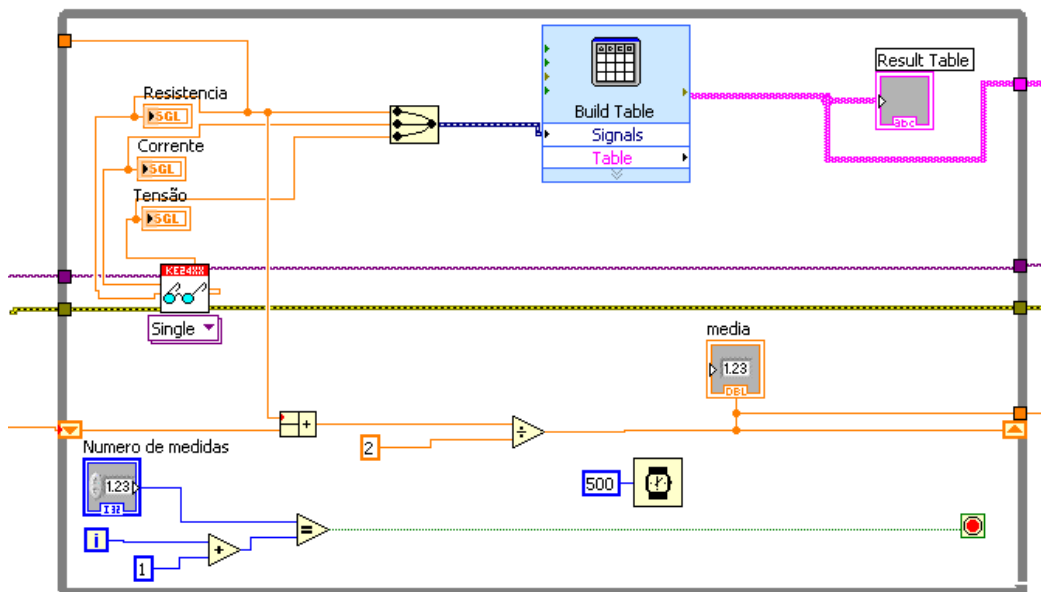 Build Table
Signals
Table
Result Table
abc
Resistencia
SGL
Corrente
SGL
Tensão
SGL
KE24XX
Single
media
1.23
DBL
2
Numero de medidas
1.23
I32
500
i
1